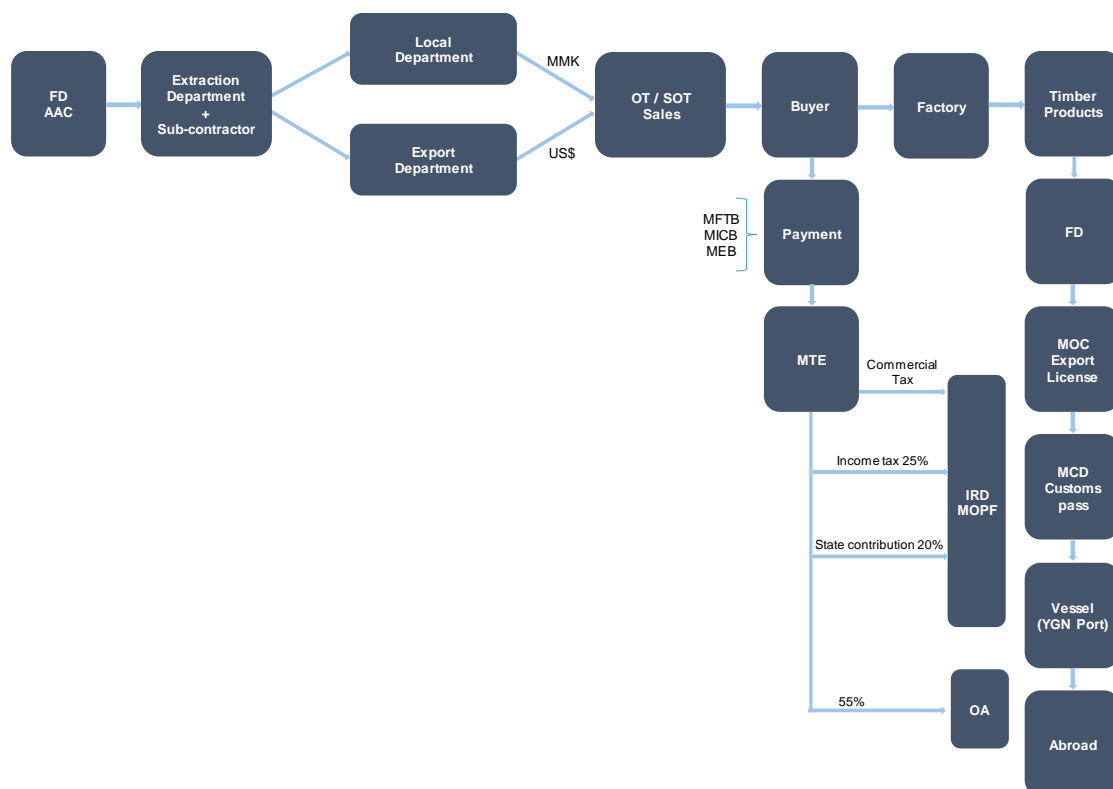 FD
AAC
Extraction
Department
+
Sub-contractor
Local
Department
Export
Department
MMK
US$
OT / SOT
Sales
Buyer
Factory
Timber
Products
MFTB
MICB
MEB
Payment
FD
MTE
Commercial
Tax
Income tax 25%
State contribution 20%
55%
IRD
MOPF
OA
MOC
Export
License
MCD
Customs
pass
Vessel
(YGN Port)
Abroad